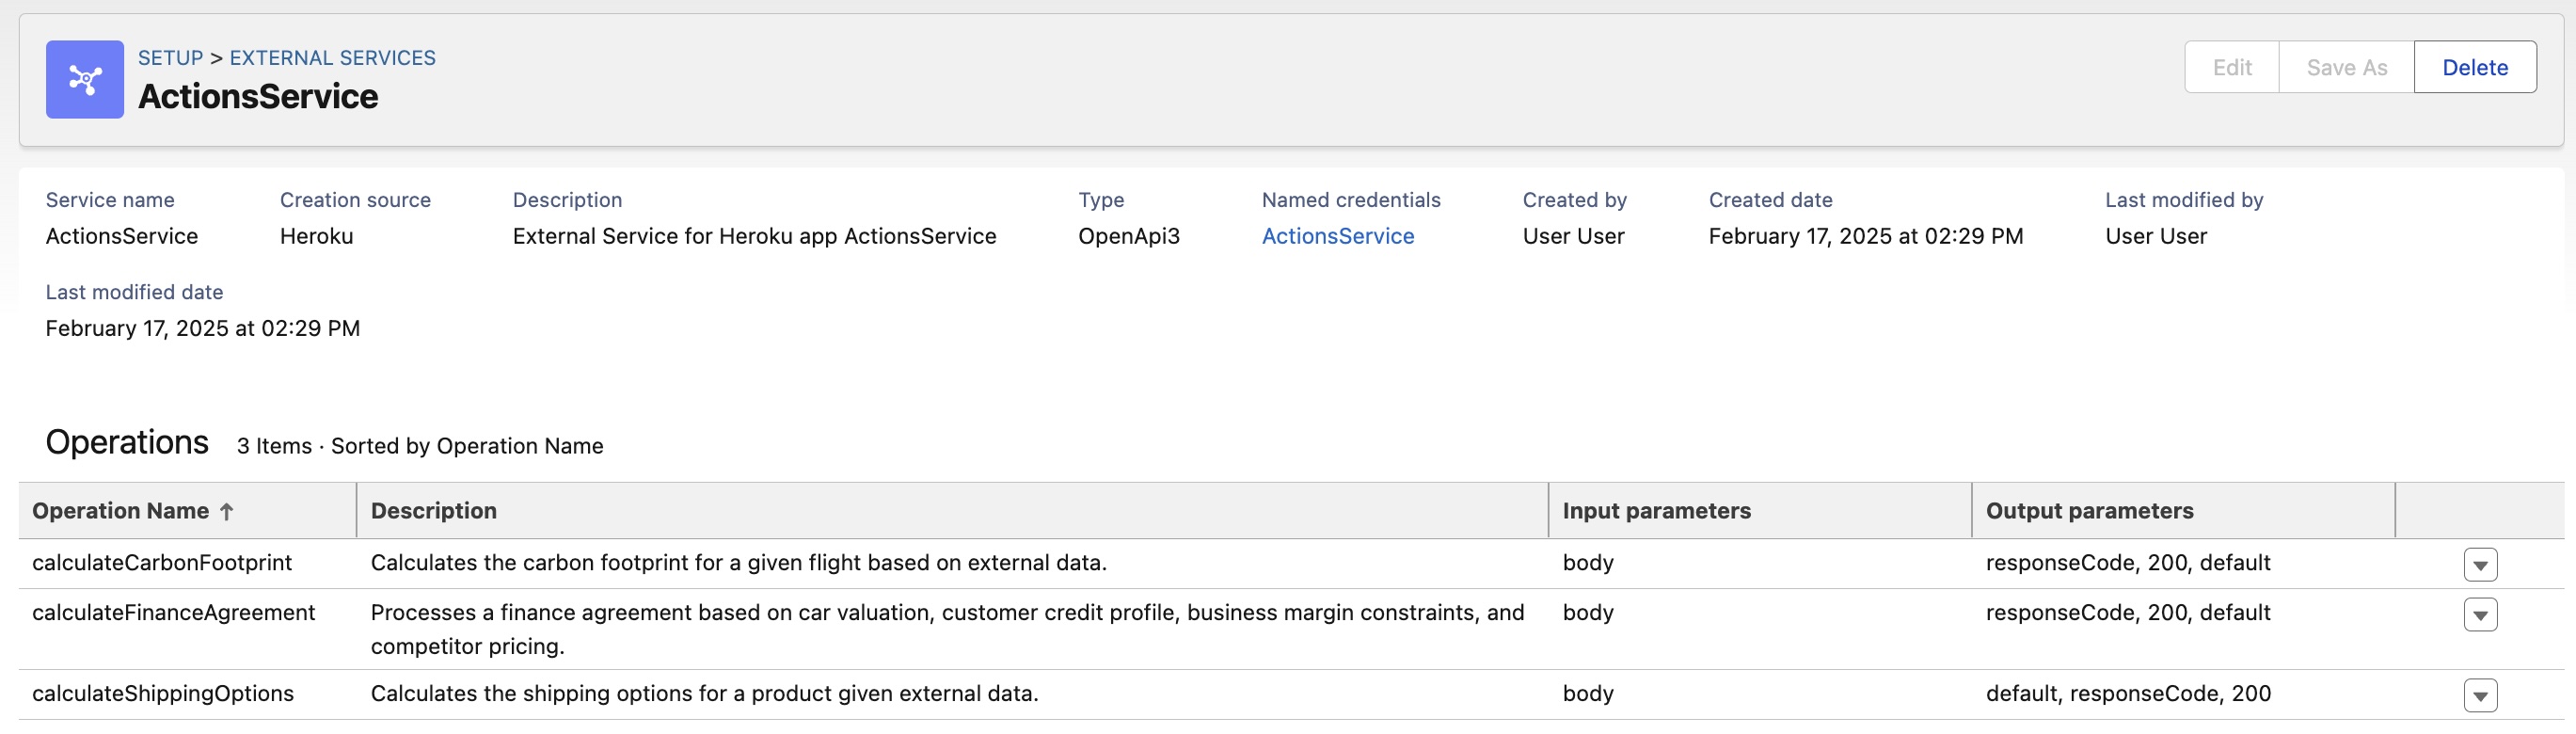 SETUP > EXTERNAL SERVICES
ActionsService
Edit Save As Delete
Service name Creation source Description Type Named credentials Created by Created date Last modified by
ActionsService Heroku External Service for Heroku app ActionsService OpenApi3 ActionsService User User February 17, 2025 at 02:29 PM User User
Last modified date
February 17, 2025 at 02:29 PM
Operations 3 Items · Sorted by Operation Name
Operation Name ↑ Description Input parameters Output parameters
calculateCarbonFootprint Calculates the carbon footprint for a given flight based on external data. body responseCode, 200, default
calculateFinanceAgreement Processes a finance agreement based on car valuation, customer credit profile, business margin constraints, and body responseCode, 200, default
competitor pricing.
calculateShippingOptions Calculates the shipping options for a product given external data. body default, responseCode, 200